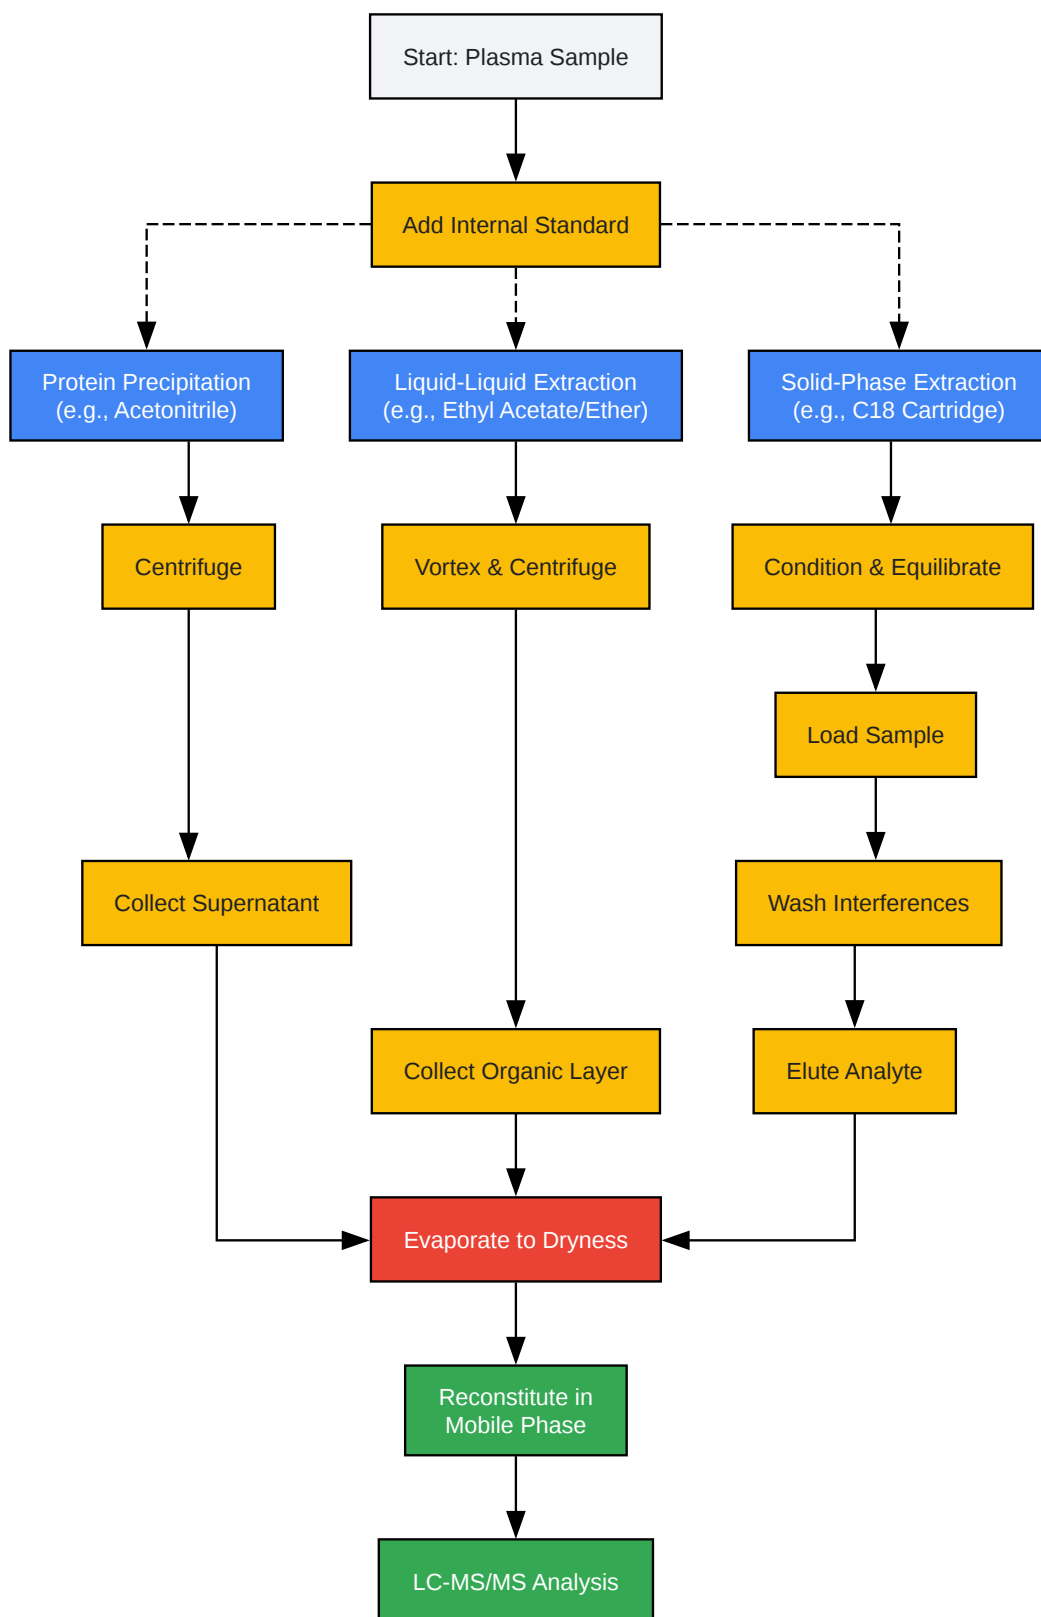 Start: Plasma Sample
Add Internal Standard
Protein Precipitation
(e.g., Acetonitrile)
Liquid-Liquid Extraction
(e.g., Ethyl Acetate/Ether)
Solid-Phase Extraction
(e.g., C18 Cartridge)
Centrifuge
Vortex & Centrifuge
Condition & Equilibrate
Load Sample
Collect Supernatant
Wash Interferences
Collect Organic Layer
Elute Analyte
Evaporate to Dryness
Reconstitute in
Mobile Phase
LC-MS/MS Analysis